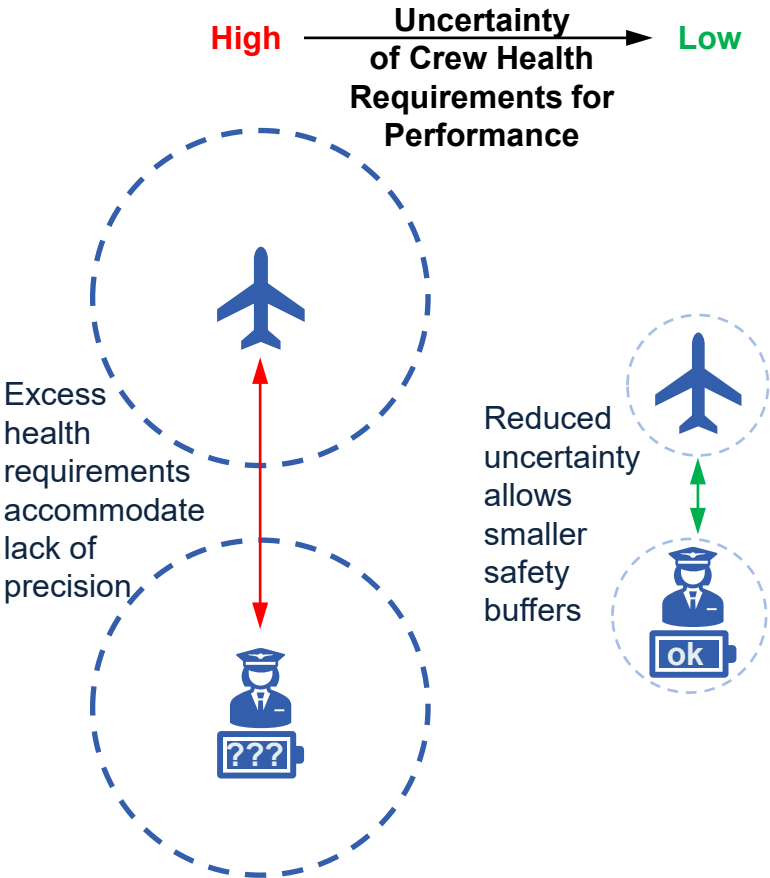 High
Uncertainty
of Crew Health
Requirements for
Performance
Low
Excess
health
requirements
accommodate
lack of
precision
???
Reduced
uncertainty
allows
smaller
safety
buffers
ok